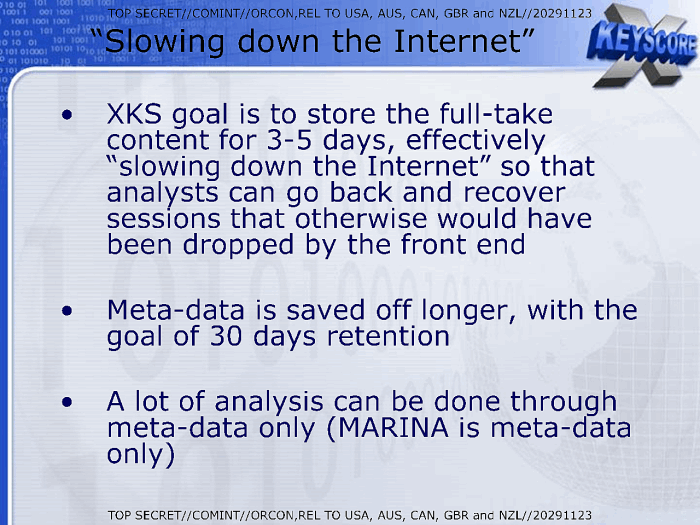 TOP SECRET//COMINT//ORCON,REL TO USA, AUS, CAN, GBR and NZL//20291123
“Slowing down the Internet”
X KEYSCORE
• XKS goal is to store the full-take
content for 3-5 days, effectively
“slowing down the Internet” so that
analysts can go back and recover
sessions that otherwise would have
been dropped by the front end
• Meta-data is saved off longer, with the
goal of 30 days retention
• A lot of analysis can be done through
meta-data only (MARINA is meta-data
only)
TOP SECRET//COMINT//ORCON,REL TO USA, AUS, CAN, GBR and NZL//20291123